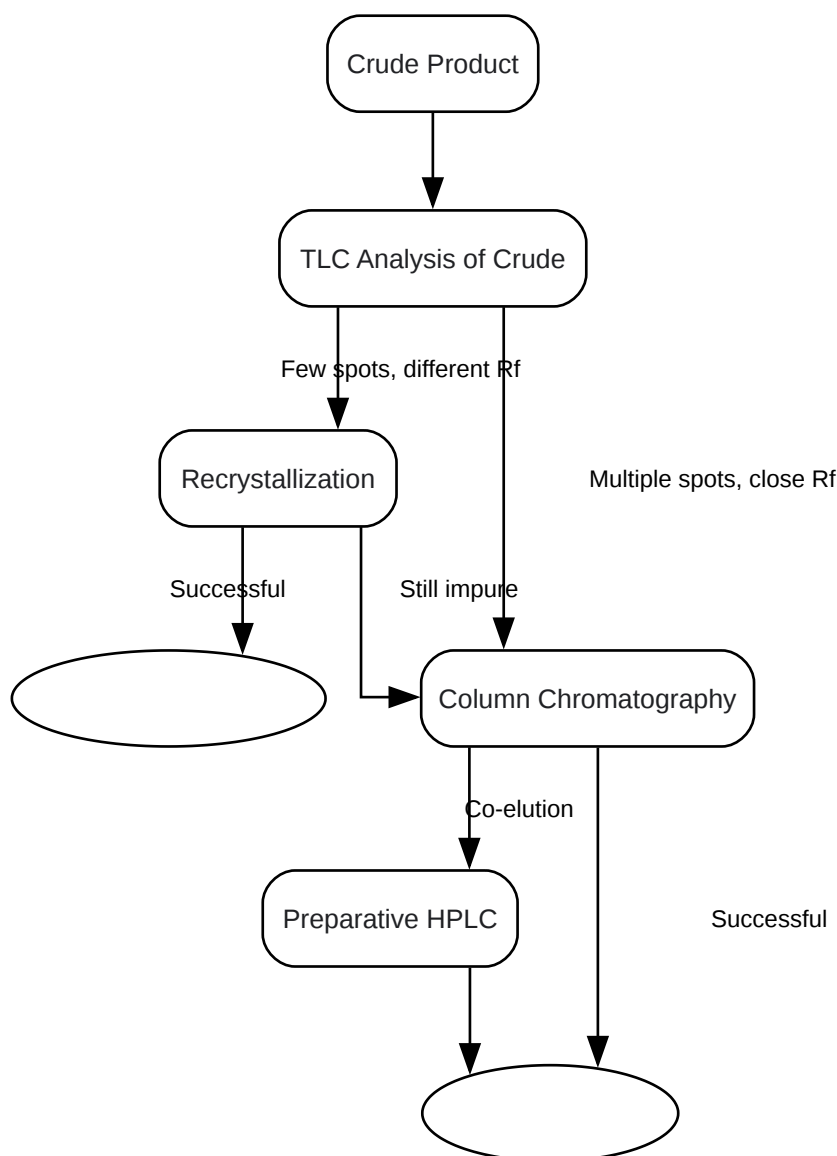 Crude Product
TLC Analysis of Crude
Few spots, different Rf
Recrystallization
Multiple spots, close Rf
Successful
Still impure
Column Chromatography
Co-elution
Preparative HPLC
Successful